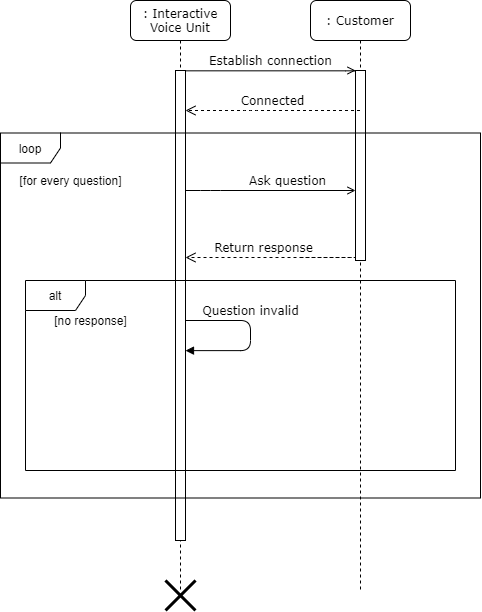 : Interactive
Voice Unit
: Customer
Establish connection
Connected
loop
[for every question]
Ask question
Return response
alt
[no response]
Question invalid